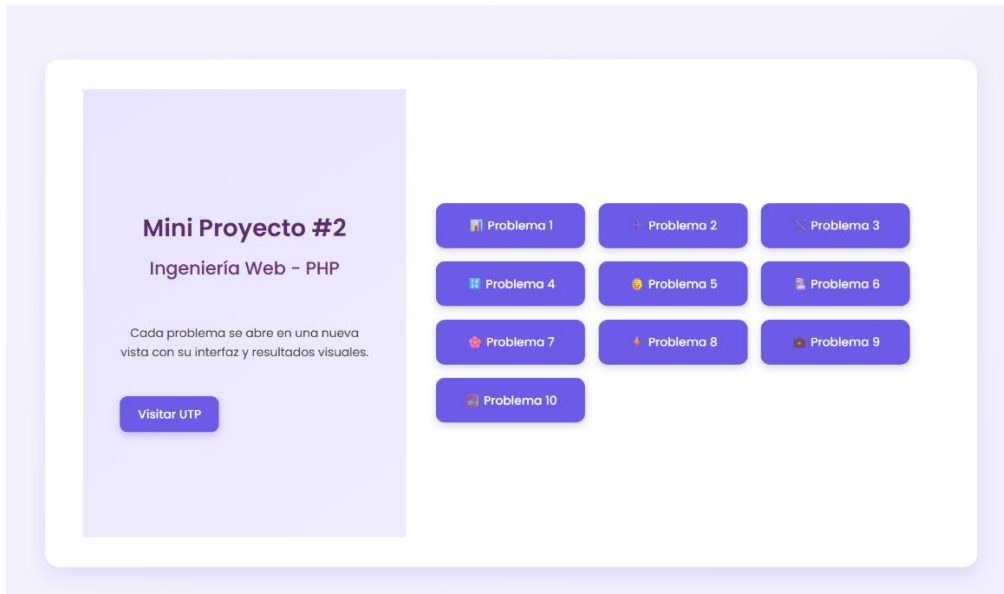 Mini Proyecto #2
Ingeniería Web - PHP
Cada problema se abre en una nueva
vista con su interfaz y resultados visuales.
Visitar UTP
Problema 1
Problema 2
Problema 3
Problema 4
Problema 5
Problema 6
Problema 7
Problema 8
Problema 9
Problema 10